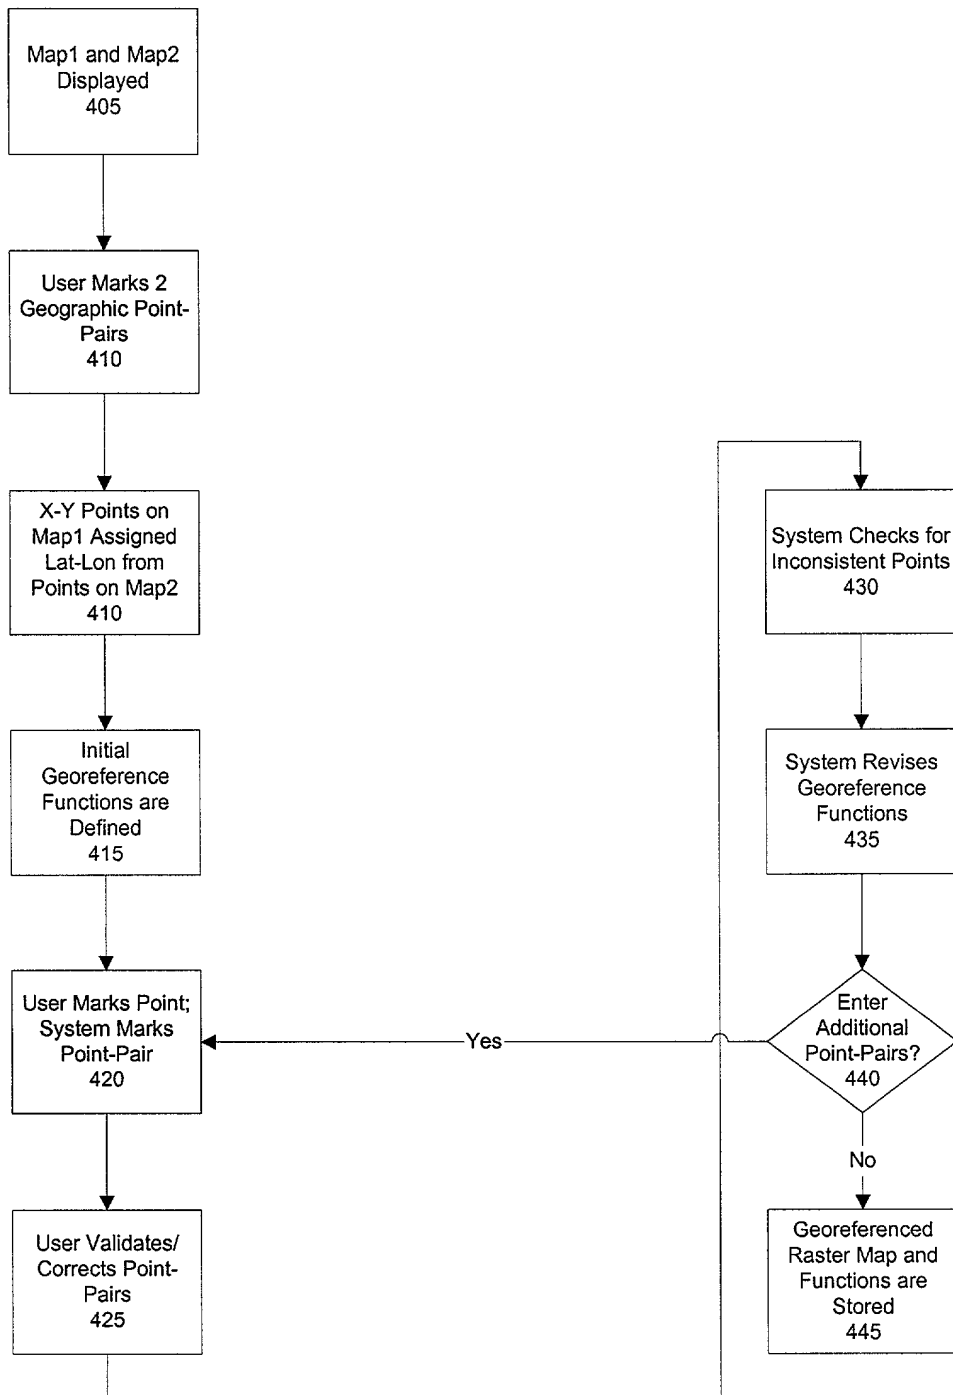 Map1 and Map2
Displayed
405
User Marks 2
Geographic Point-
Pairs
410
X-Y Points on
Map1 Assigned
Lat-Lon from
Points on Map2
410
Initial
Georeference
Functions are
Defined
415
User Marks Point;
System Marks
Point-Pair
420
User Validates/
Corrects Point-
Pairs
425
System Checks for
Inconsistent Points
430
System Revises
Georeference
Functions
435
Enter
Additional
Point-Pairs?
440
Yes
No
Georeferenced
Raster Map and
Functions are
Stored
445